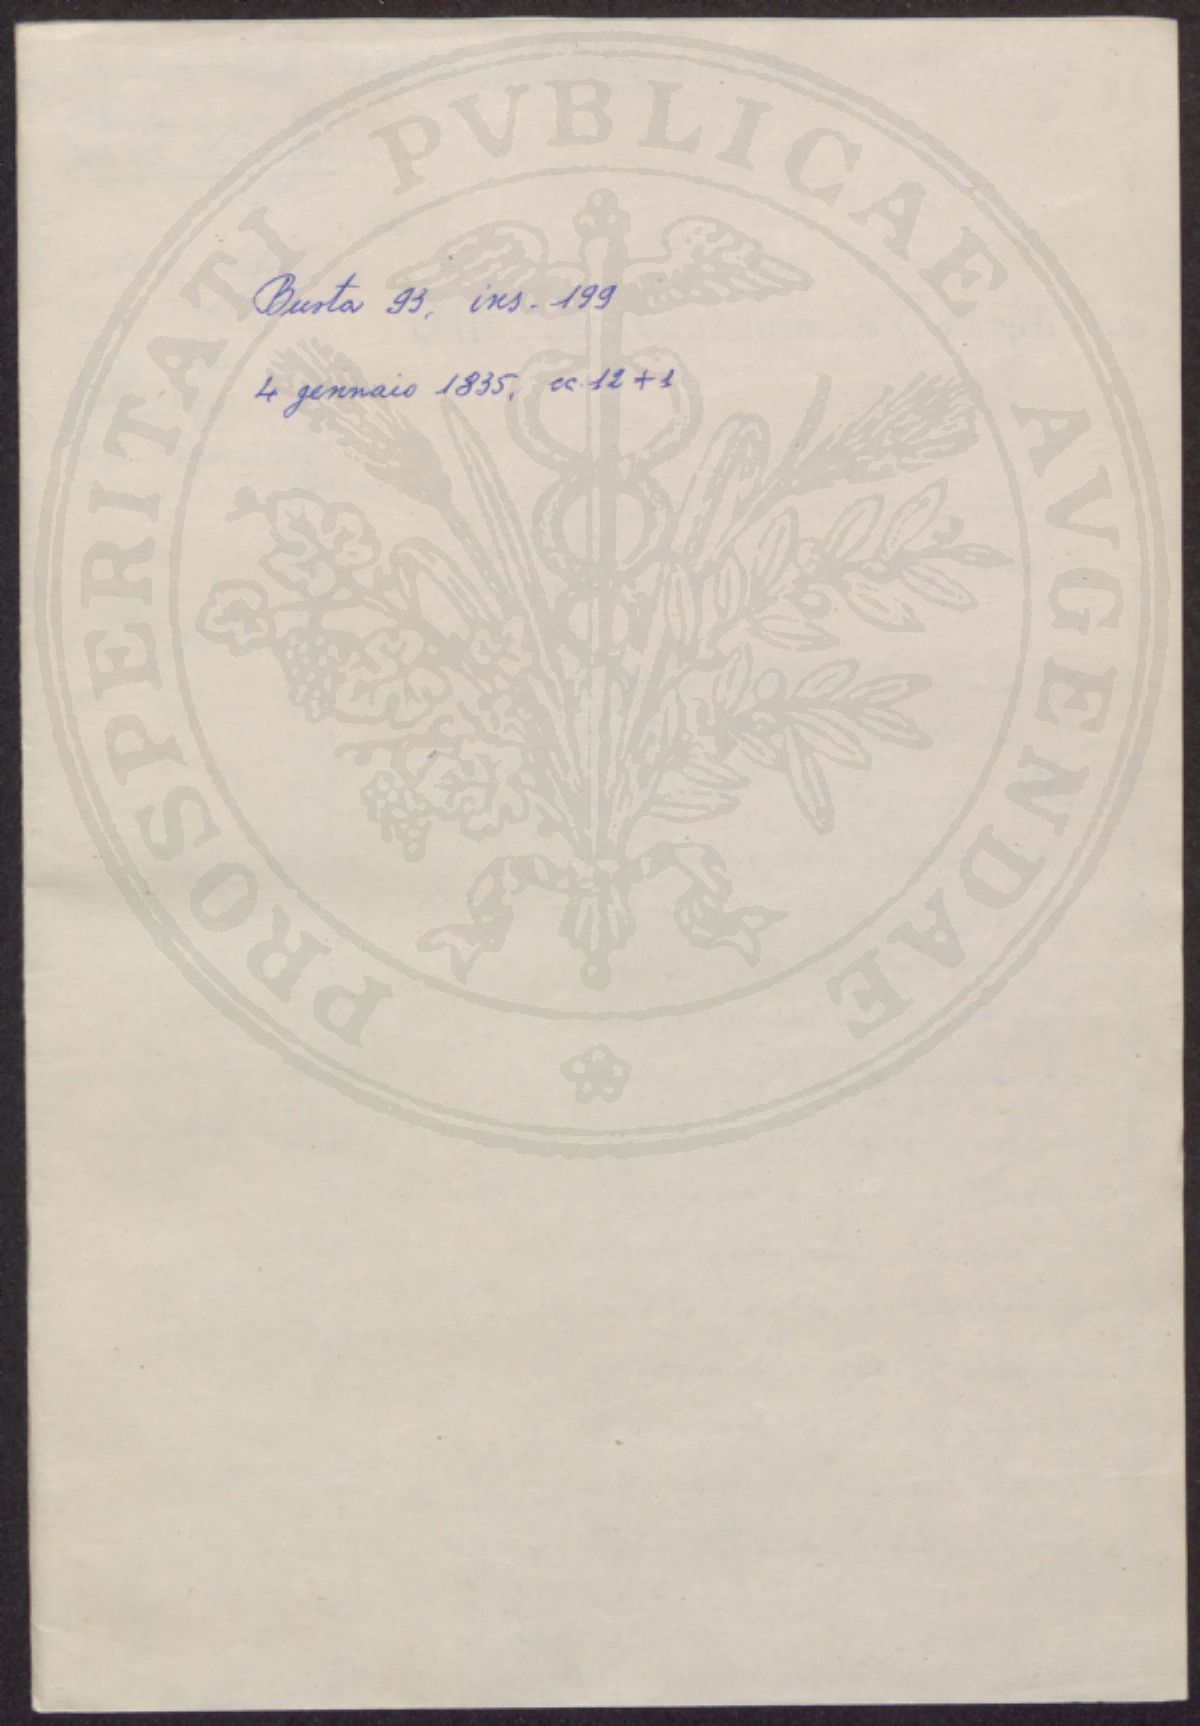 PROSPERITATI PVBLICAE AVGENDAE
Busta 93, ins. 199
4 gennaio 1835, cc. 12 + 1